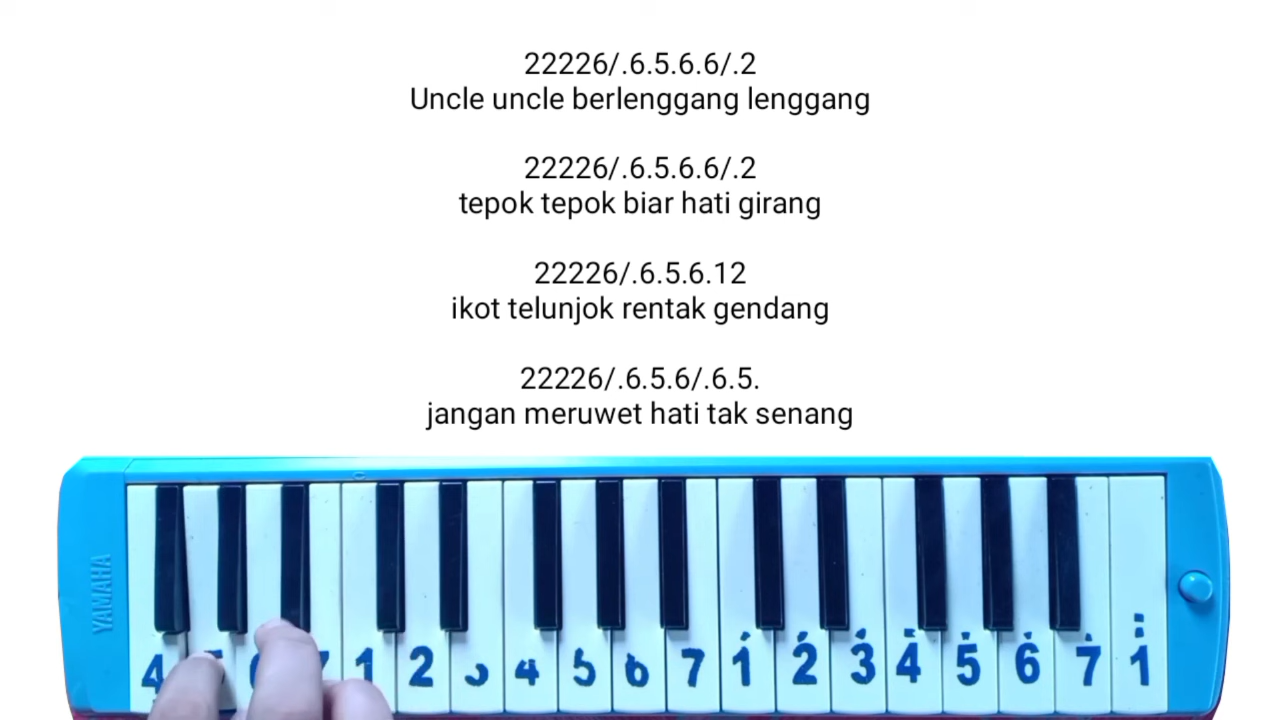 22226/.6.5.6.6/.2
Uncle uncle berlenggang lenggang
22226/.6.5.6.6/.2
tepok tepok biar hati girang
22226/.6.5.6.12
ikot telunjok rentak gendang
22226/.6.5.6/.6.5.
jangan meruwet hati tak senang
YAMAHA
4 1 2 3 4 5 6 7 1 2 3 4 5 6 7 1